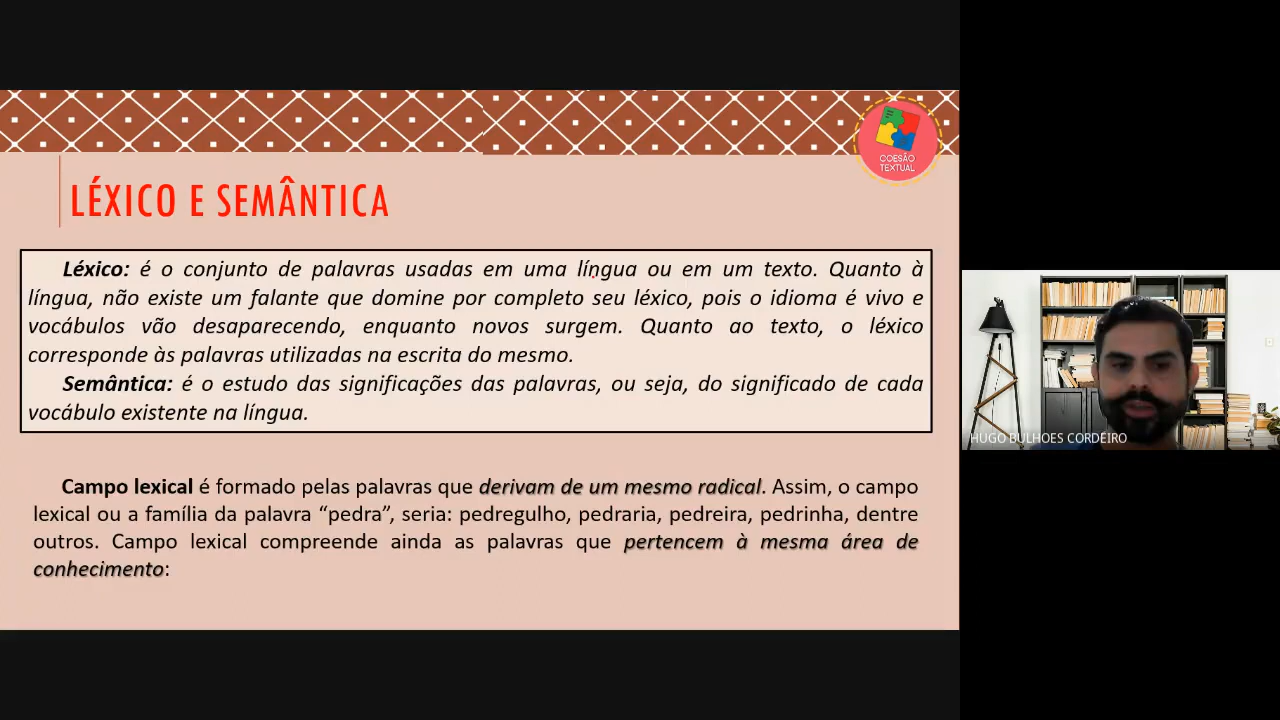 COESÃO
TEXTUAL
LÉXICO E SEMÂNTICA
Léxico: é o conjunto de palavras usadas em uma língua ou em um texto. Quanto à
língua, não existe um falante que domine por completo seu léxico, pois o idioma é vivo e
vocábulos vão desaparecendo, enquanto novos surgem. Quanto ao texto, o léxico
corresponde às palavras utilizadas na escrita do mesmo.
Semântica: é o estudo das significações das palavras, ou seja, do significado de cada
vocábulo existente na língua.
Campo lexical é formado pelas palavras que derivam de um mesmo radical. Assim, o campo
lexical ou a família da palavra “pedra”, seria: pedregulho, pedraria, pedreira, pedrinha, dentre
outros. Campo lexical compreende ainda as palavras que pertencem à mesma área de
conhecimento:
HUGO BULHOES CORDEIRO